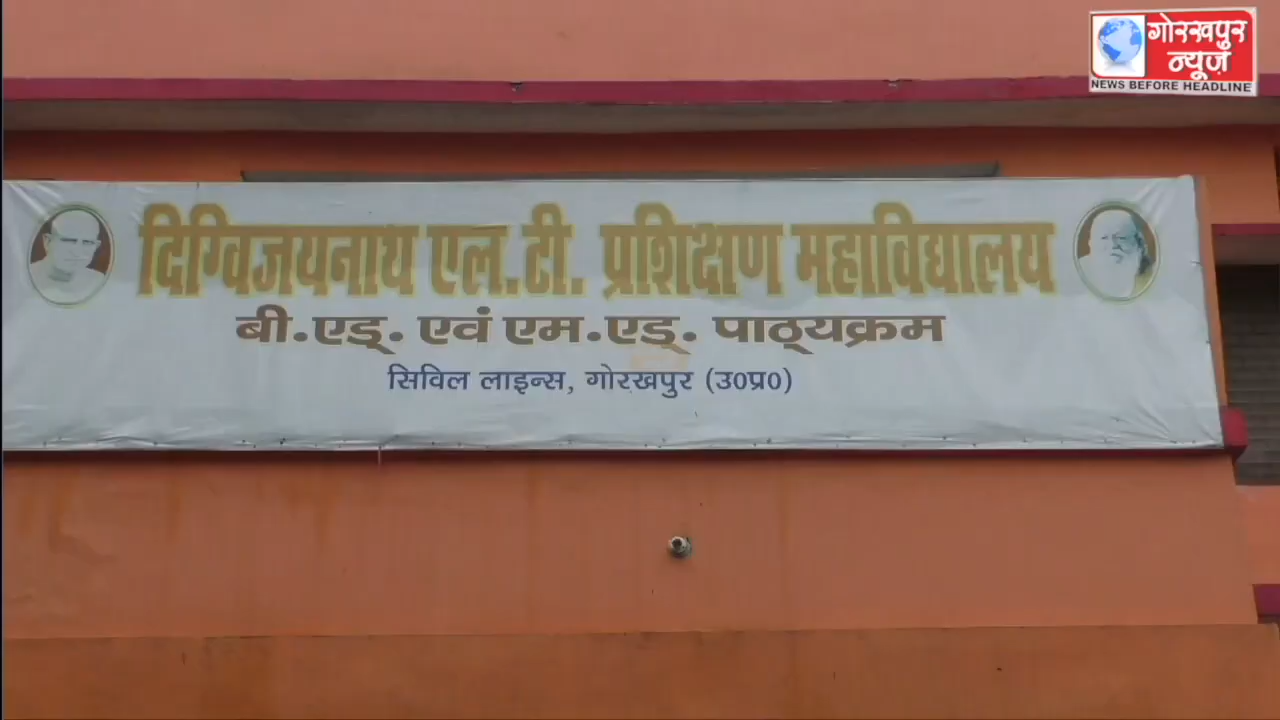 गोरखपुर
न्यूज़
NEWS BEFORE HEADLINE
दिग्विजयनाथ एल.टी. प्रशिक्षण महाविद्यालय
बी.एड्. एवं एम.एड्. पाठ्यक्रम
सिविल लाइन्स, गोरखपुर (उ0प्र0)